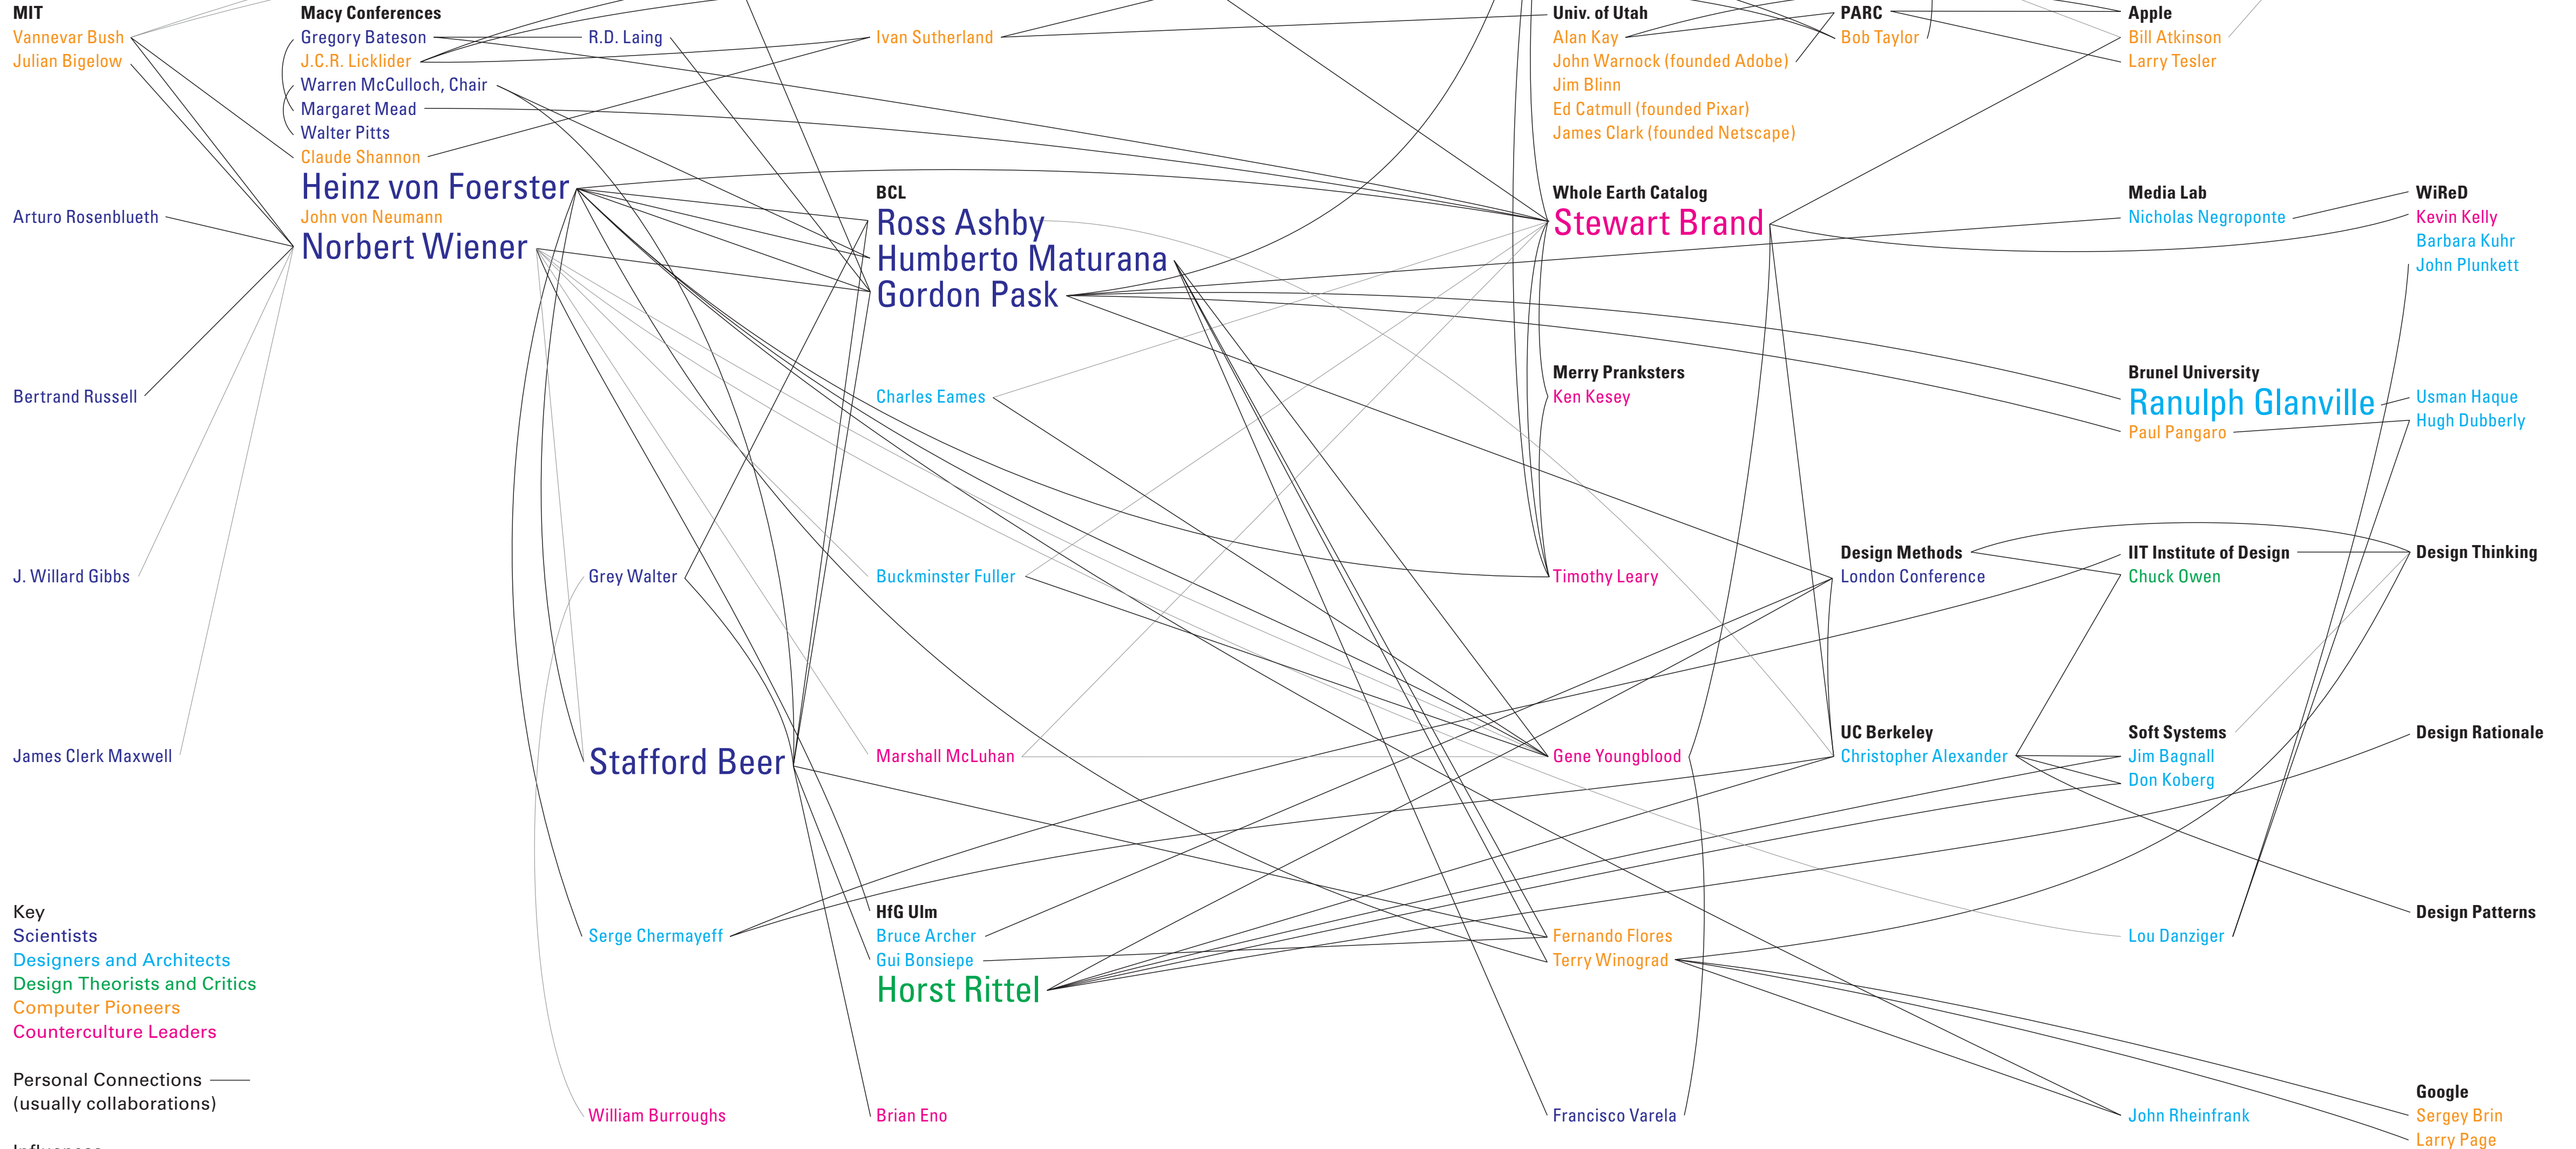 MIT
Vannevar Bush
Julian Bigelow
Arturo Rosenblueth
Bertrand Russell
J. Willard Gibbs
James Clerk Maxwell
Key
Scientists
Designers and Architects
Design Theorists and Critics
Computer Pioneers
Counterculture Leaders
Personal Connections
(usually collaborations)
Influences
Macy Conferences
Gregory Bateson
J.C.R. Licklider
Warren McCulloch, Chair
Margaret Mead
Walter Pitts
Claude Shannon
Heinz von Foerster
John von Neumann
Norbert Wiener
R.D. Laing
Grey Walter
Stafford Beer
Serge Chermayeff
William Burroughs
Ivan Sutherland
BCL
Ross Ashby
Humberto Maturana
Gordon Pask
Charles Eames
Buckminster Fuller
Marshall McLuhan
HfG Ulm
Bruce Archer
Gui Bonsiepe
Horst Rittel
Brian Eno
Univ. of Utah
Alan Kay
John Warnock (founded Adobe)
Jim Blinn
Ed Catmull (founded Pixar)
James Clark (founded Netscape)
Whole Earth Catalog
Stewart Brand
Merry Pranksters
Ken Kesey
Timothy Leary
Gene Youngblood
Fernando Flores
Terry Winograd
Francisco Varela
PARC
Bob Taylor
Design Methods
London Conference
UC Berkeley
Christopher Alexander
Apple
Bill Atkinson
Larry Tesler
Media Lab
Nicholas Negroponte
Brunel University
Ranulph Glanville
Paul Pangaro
IIT Institute of Design
Chuck Owen
Soft Systems
Jim Bagnall
Don Koberg
Lou Danziger
John Rheinfrank
WiReD
Kevin Kelly
Barbara Kuhr
John Plunkett
Usman Haque
Hugh Dubberly
Design Thinking
Design Rationale
Design Patterns
Google
Sergey Brin
Larry Page